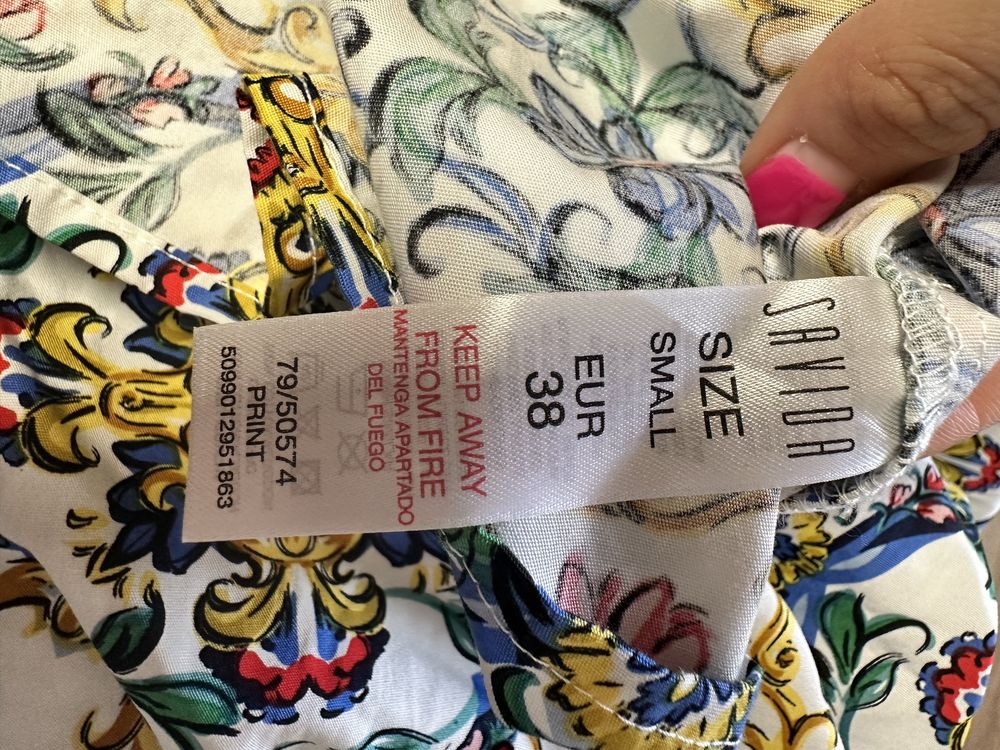 SAVIDA
SIZE
SMALL
EUR
38
KEEP AWAY
FROM FIRE
MANTENGA APARTADO
DEL FUEGO
79/50574
PRINT
5099012951863